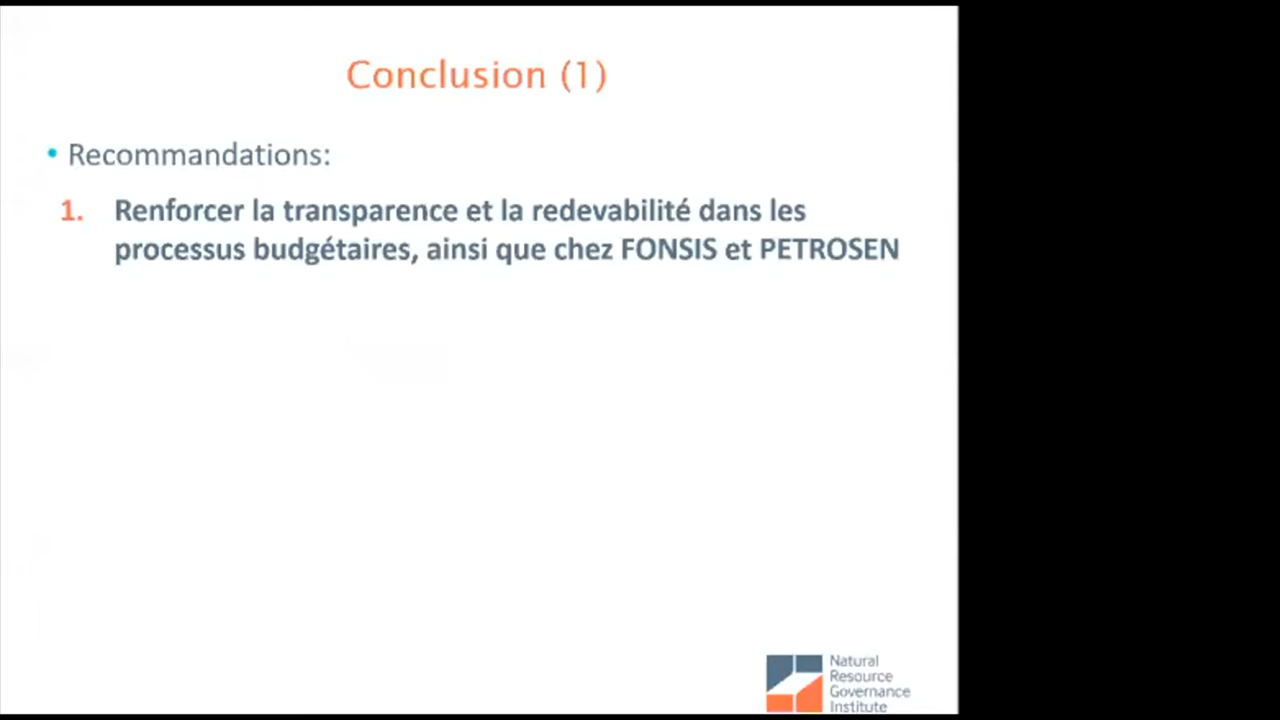 Conclusion (1)
• Recommandations:
1. Renforcer la transparence et la redevabilité dans les
processus budgétaires, ainsi que chez FONSIS et PETROSEN
Natural
Resource
Governance
Institute